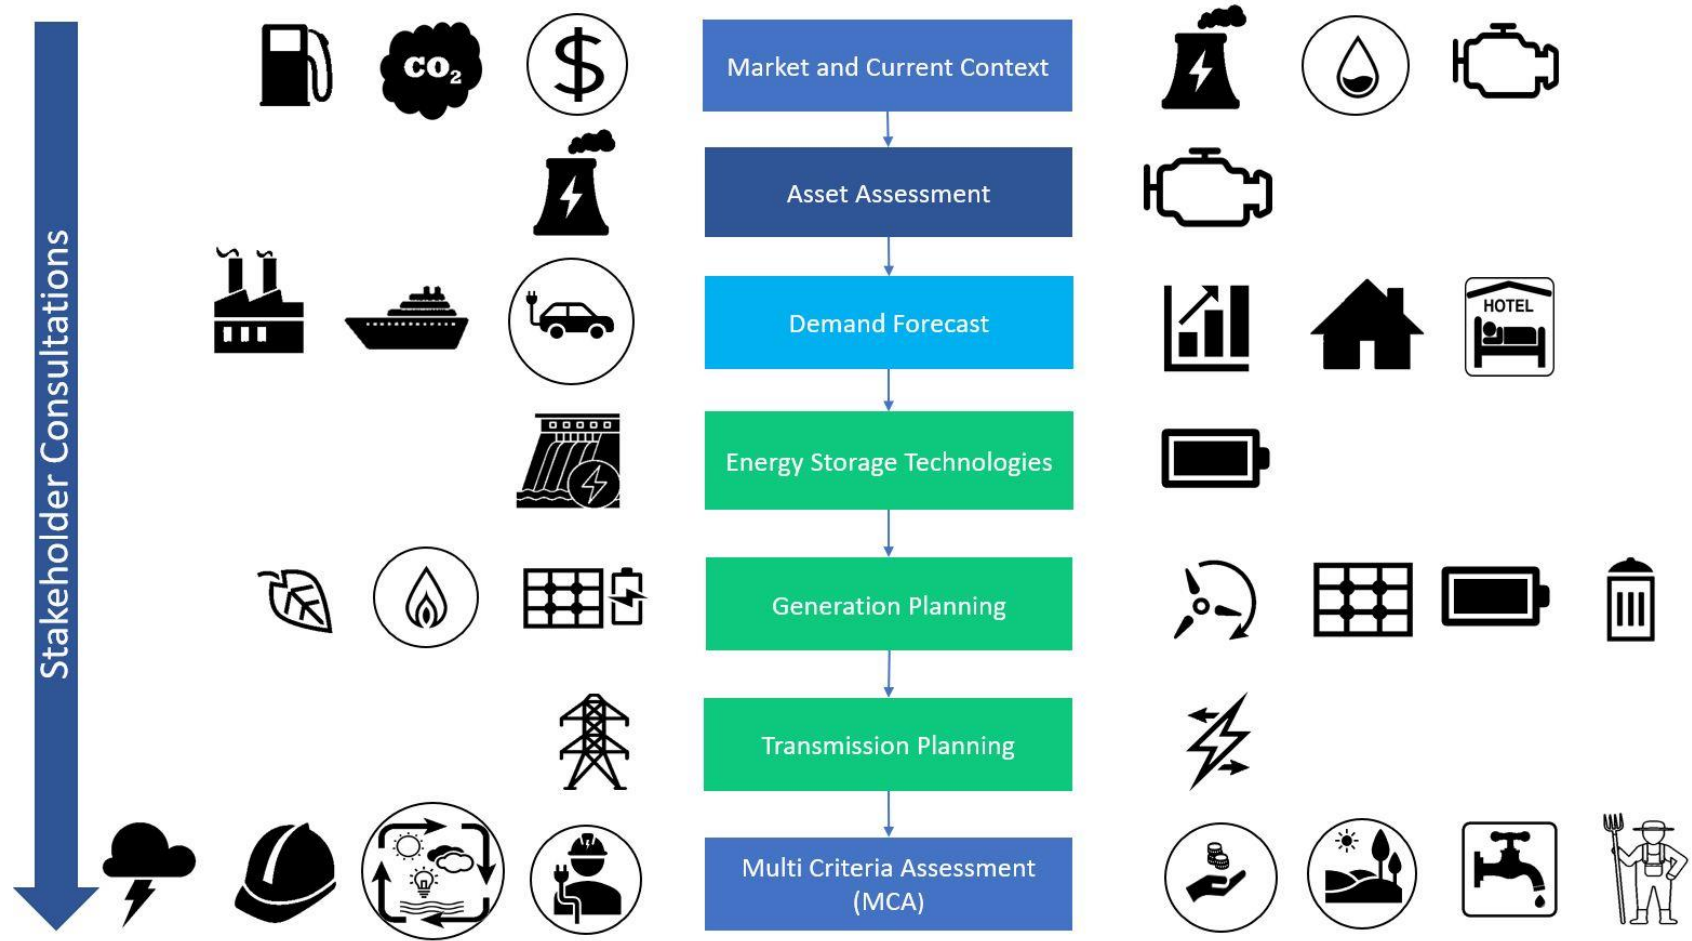 Stakeholder Consultations
CO2
$
Market and Current Context
Asset Assessment
Demand Forecast
HOTEL
Energy Storage Technologies
Generation Planning
Transmission Planning
Multi Criteria Assessment
(MCA)